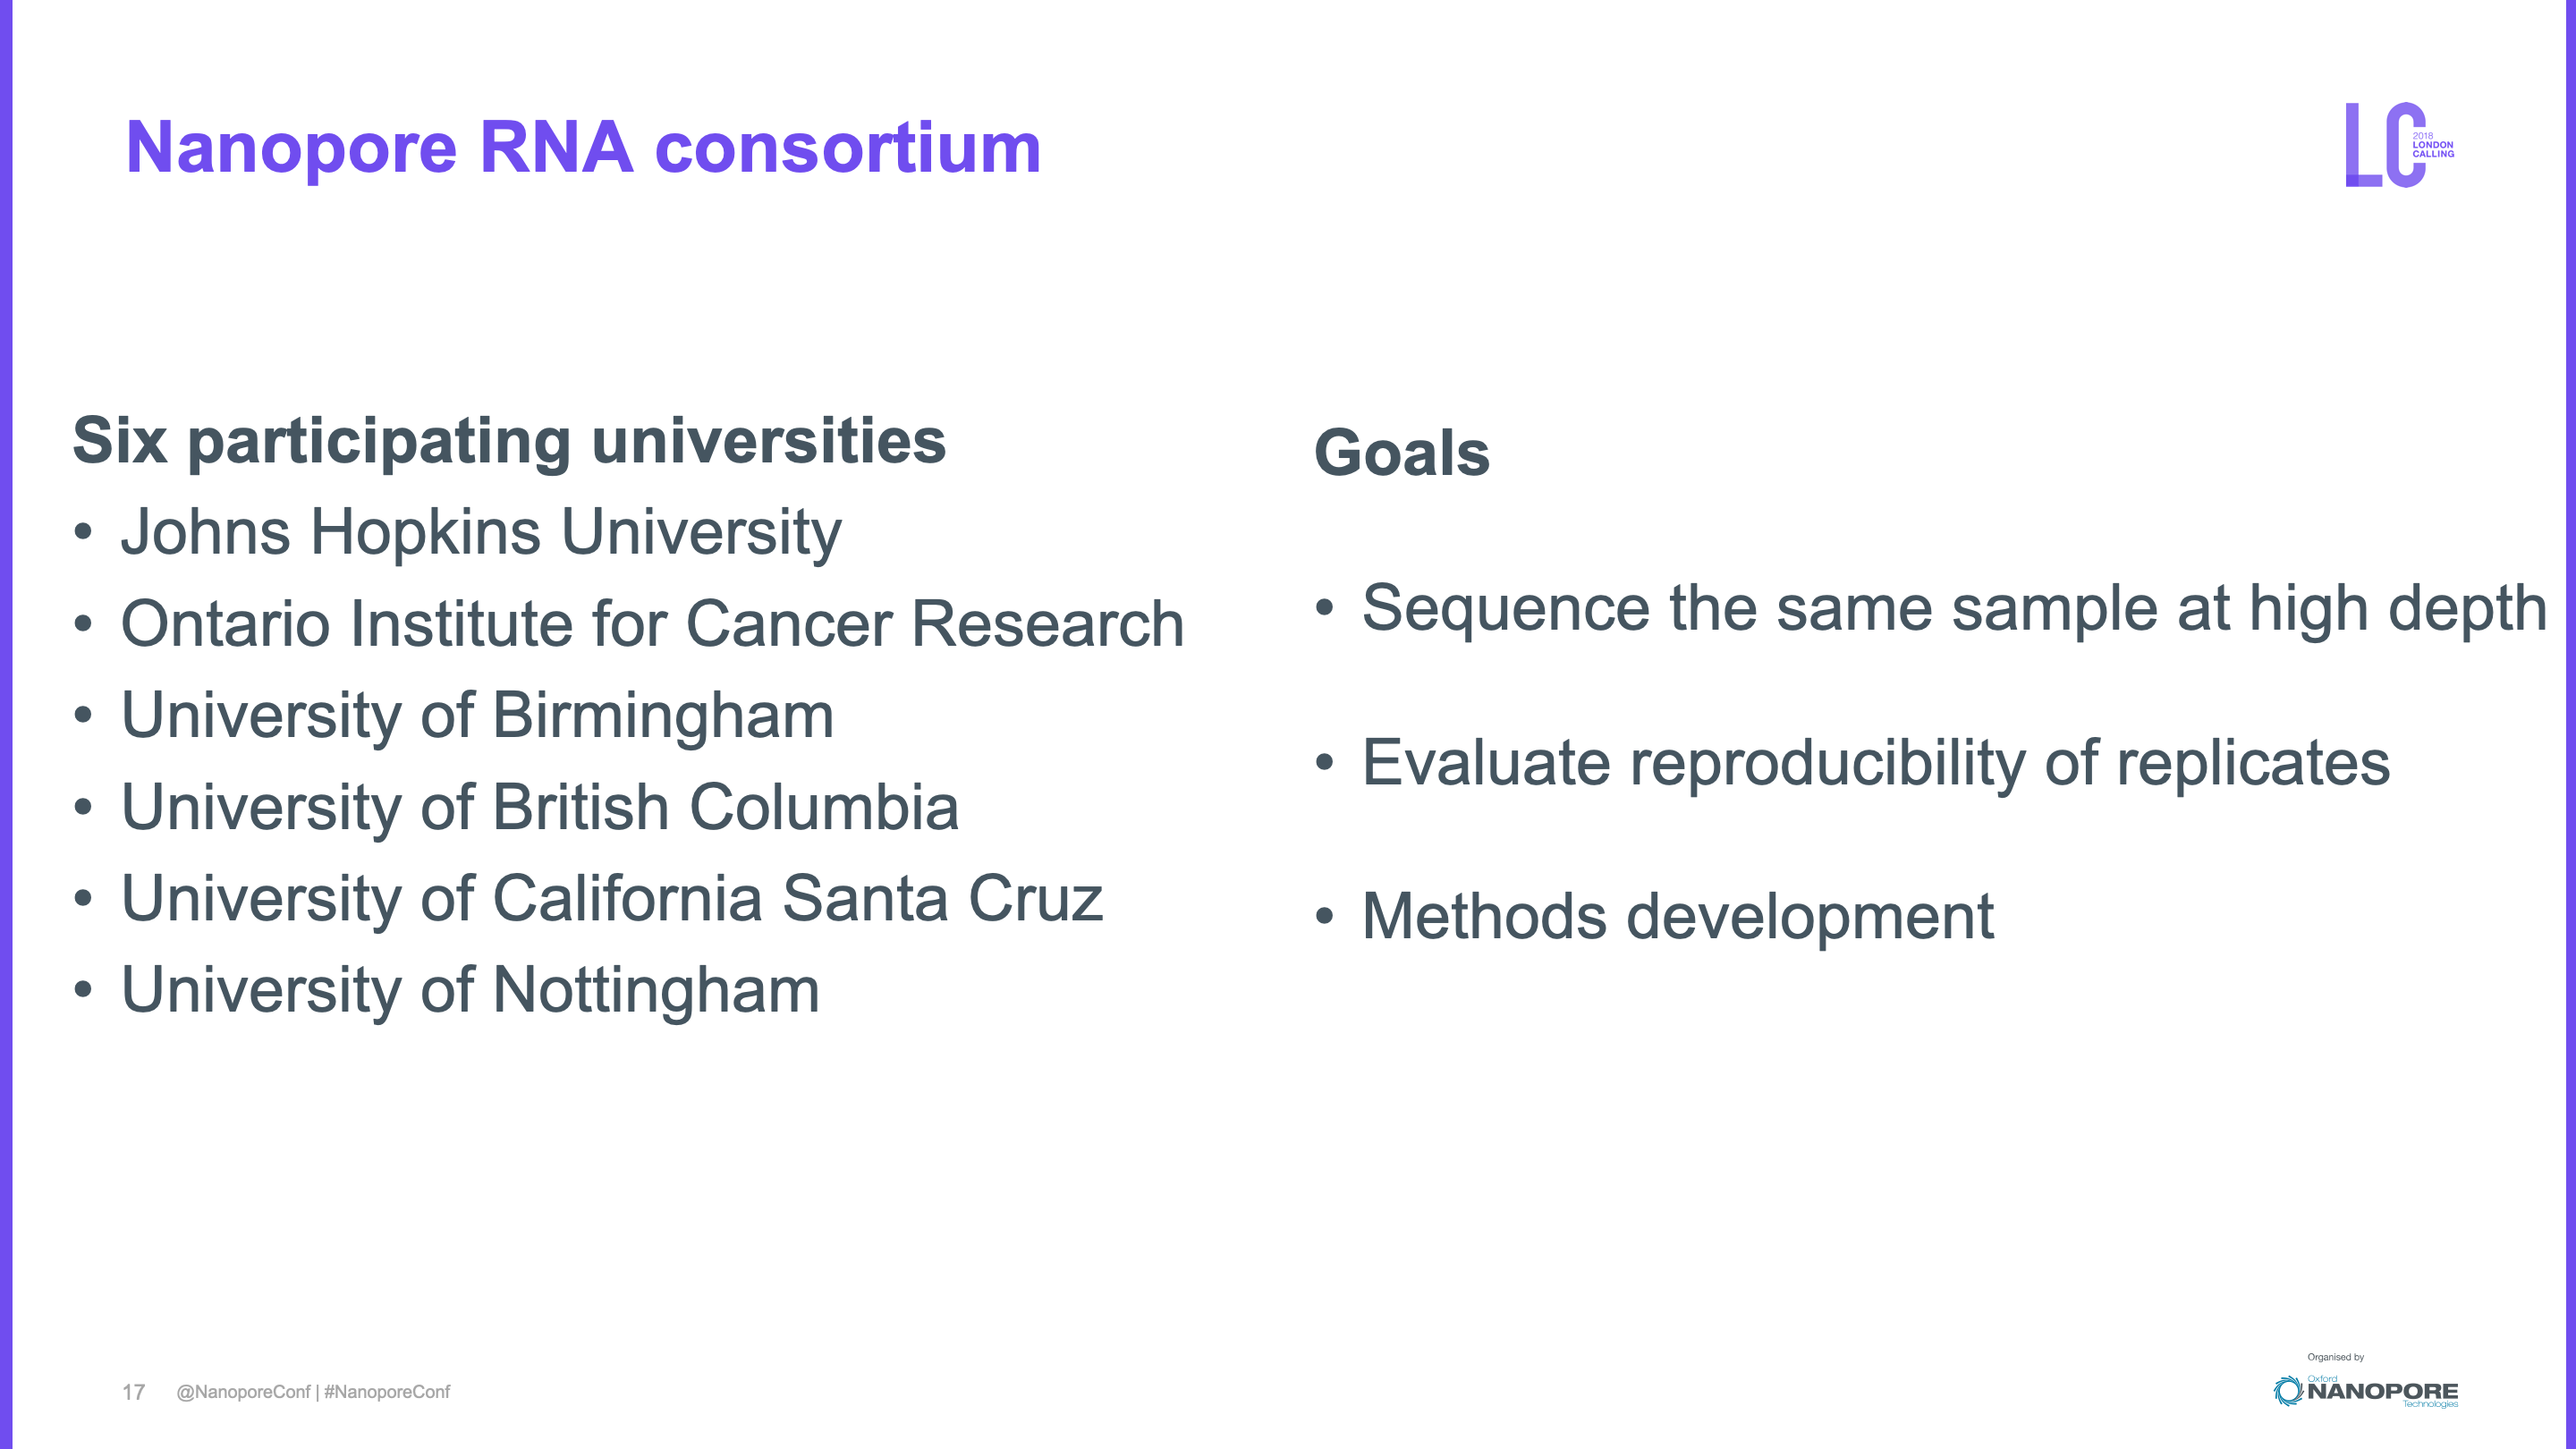 Nanopore RNA consortium
LC
2018
LONDON
CALLING
Six participating universities
• Johns Hopkins University
• Ontario Institute for Cancer Research
• University of Birmingham
• University of British Columbia
• University of California Santa Cruz
• University of Nottingham
Goals
• Sequence the same sample at high depth
• Evaluate reproducibility of replicates
• Methods development
17 @NanoporeConf | #NanoporeConf
Organised by
Oxford
NANOPORE
Technologies